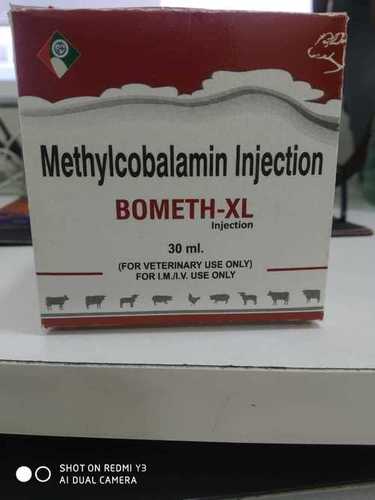 Methylcobalamin Injection
BOMETH-XL
Injection
30 ml.
(FOR VETERINARY USE ONLY)
FOR I.M./I.V. USE ONLY
SHOT ON REDMI Y3
AI DUAL CAMERA